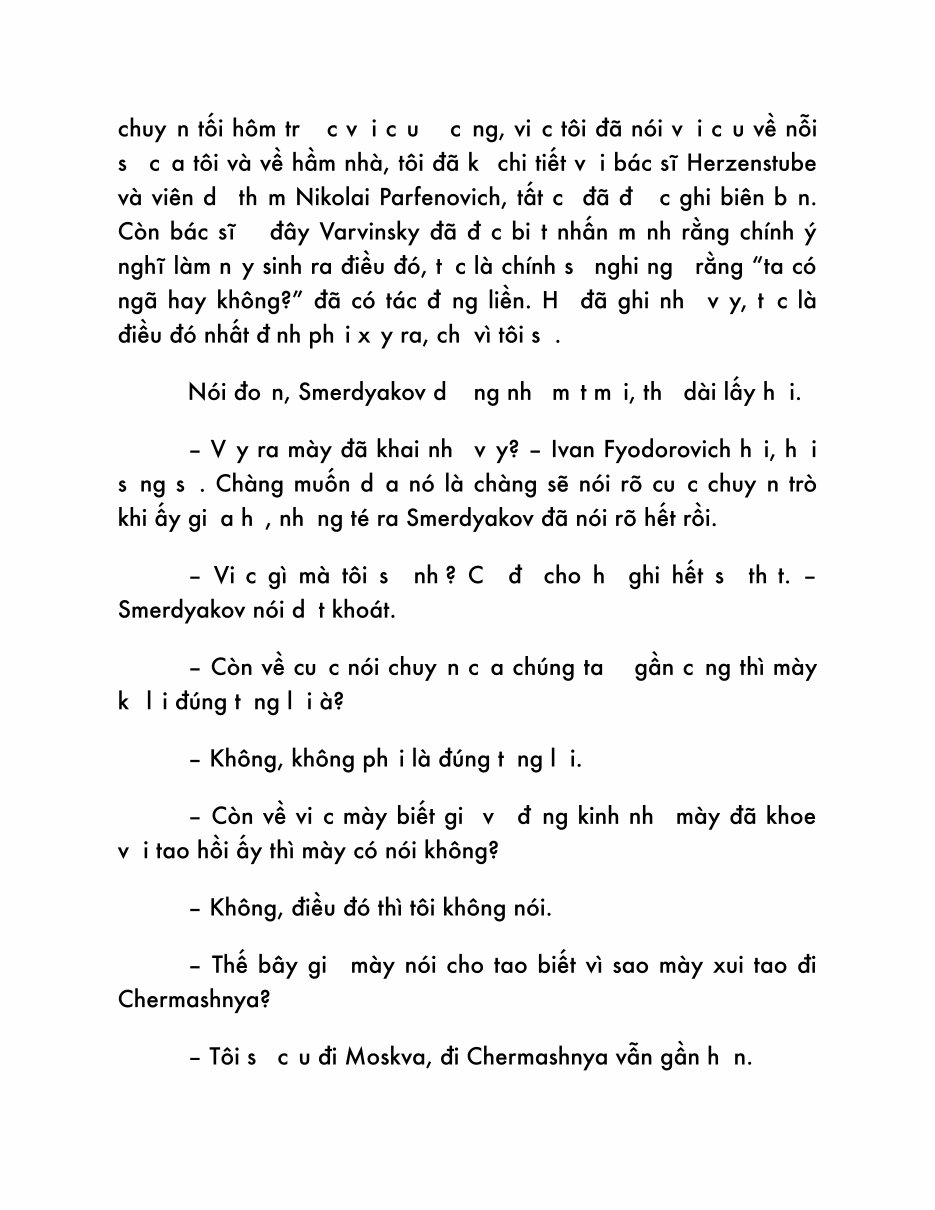 chuy n tối hôm tr  c v i c u  c ng, vi c tôi đã nói v i c u về nỗi
s  c a tôi và về hầm nhà, tôi đã k  chi tiết v i bác sĩ Herzenstube
và viên d  th m Nikolai Parfenovich, tất c  đã đ  c ghi biên b n.
Còn bác sĩ  đây Varvinsky đã đ c bi t nhấn m nh rằng chính ý
nghĩ làm n y sinh ra điều đó, t c là chính s  nghi ng  rằng “ta có
ngã hay không?” đã có tác đ ng liền. H  đã ghi nh  v y, t c là
điều đó nhất đ nh ph i x y ra, ch  vì tôi s .
Nói đo n, Smerdyakov d  ng nh  m t m i, th  dài lấy h i.
– V y ra mày đã khai nh  v y? – Ivan Fyodorovich h i, h i
s ng s . Chàng muốn d a nó là chàng sẽ nói rõ cu c chuy n trò
khi ấy gi a h , nh ng té ra Smerdyakov đã nói rõ hết rồi.
– Vi c gì mà tôi s  nh ? C  đ  cho h  ghi hết s  th t. –
Smerdyakov nói d t khoát.
– Còn về cu c nói chuy n c a chúng ta  gần c ng thì mày
k  l i đúng t ng l i à?
– Không, không ph i là đúng t ng l i.
– Còn về vi c mày biết gi  v  đ ng kinh nh  mày đã khoe
v i tao hồi ấy thì mày có nói không?
– Không, điều đó thì tôi không nói.
– Thế bây gi  mày nói cho tao biết vì sao mày xui tao đi
Chermashnya?
– Tôi s  c u đi Moskva, đi Chermashnya vẫn gần h n.